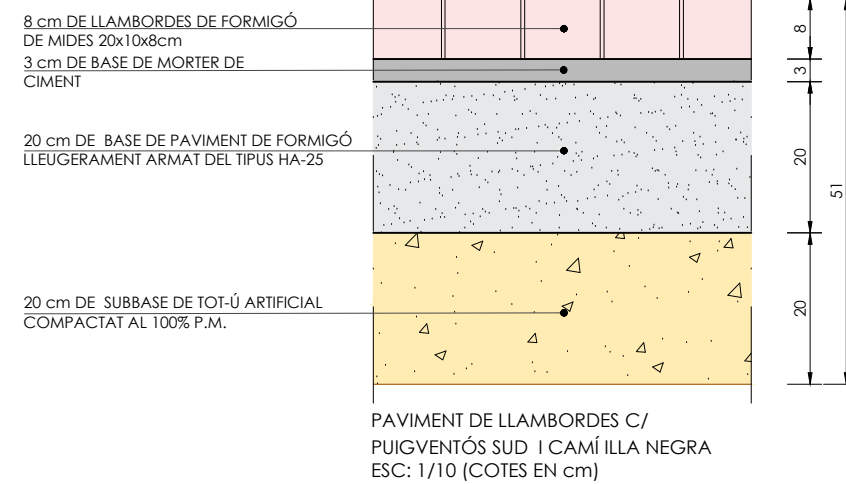 8 cm DE LLAMBORDES DE FORMIGÓ
DE MIDES 20x10x8cm
3 cm DE BASE DE MORTER DE
CIMENT
20 cm DE BASE DE PAVIMENT DE FORMIGÓ
LLEUGERAMENT ARMAT DEL TIPUS HA-25
20 cm DE SUBBASE DE TOT-Ú ARTIFICIAL
COMPACTAT AL 100% P.M.
8
3
20
20
51
PAVIMENT DE LLAMBORDES C/
PUIGVENTÓS SUD I CAMÍ ILLA NEGRA
ESC: 1/10 (COTES EN cm)